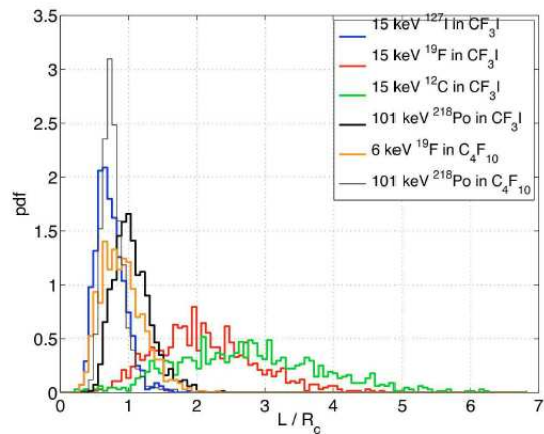 3.5
3
2.5
2
1.5
1
0.5
0
0 1 2 3 4 5 6 7
pdf
L / R_c
15 keV ¹²⁷I in CF₃I
15 keV ¹⁹F in CF₃I
15 keV ¹²C in CF₃I
101 keV ²¹⁸Po in CF₃I
6 keV ¹⁹F in C₄F₁₀
101 keV ²¹⁸Po in C₄F₁₀